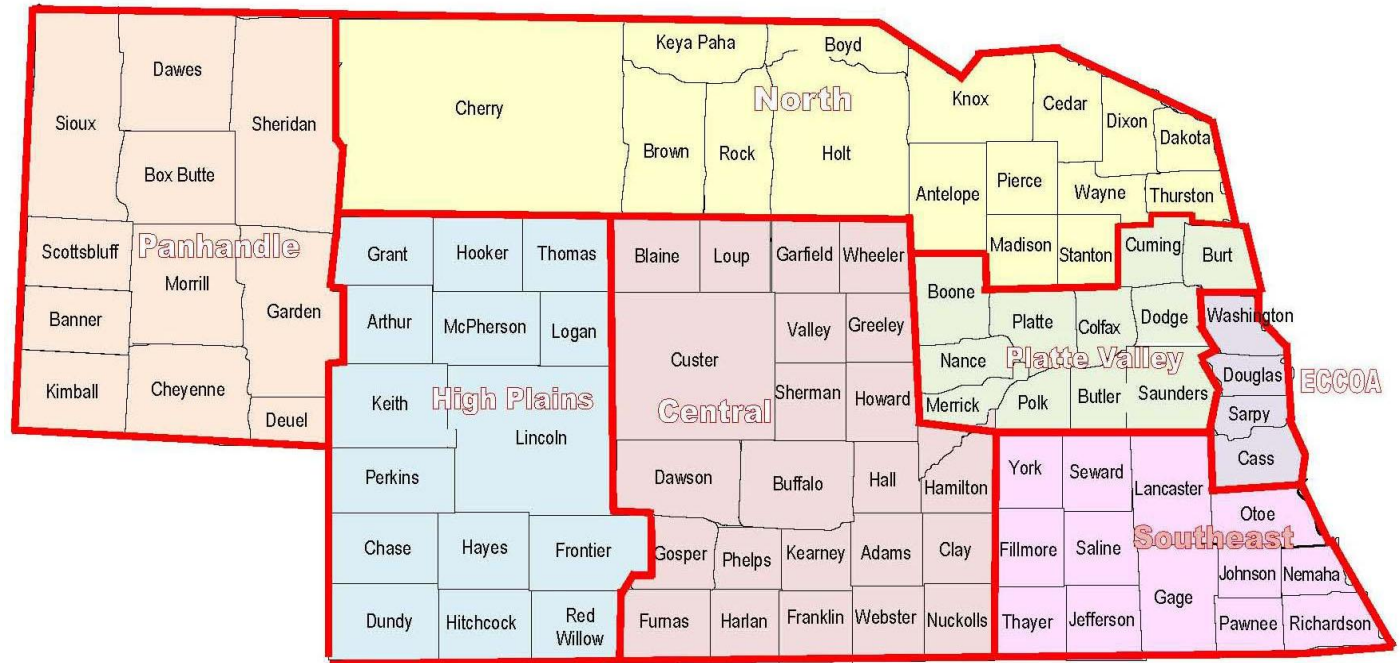 Keya Paha
Boyd
Dawes
Cherry
North
Knox
Cedar
Sioux
Sheridan
Dixon
Dakota
Brown
Rock
Holt
Box Butte
Pierce
Antelope
Wayne
Thurston
Scottsbluff
Panhandle
Grant
Hooker
Thomas
Blaine
Loup
Garfield
Wheeler
Madison
Stanton
Cuming
Burt
Morrill
Boone
Banner
Garden
Arthur
McPherson
Logan
Valley
Greeley
Platte
Colfax
Dodge
Washington
Custer
Nance
Platte Valley
Douglas
ECCOA
Kimball
Cheyenne
Deuel
Keith
High Plains
Lincoln
Central
Sherman
Howard
Merrick
Polk
Butler
Saunders
Sarpy
Cass
Perkins
Dawson
Buffalo
Hall
Hamilton
York
Seward
Lancaster
Otoe
Southeast
Chase
Hayes
Frontier
Gosper
Phelps
Kearney
Adams
Clay
Fillmore
Saline
Johnson
Nemaha
Gage
Dundy
Hitchcock
Red
Willow
Furnas
Harlan
Franklin
Webster
Nuckolls
Thayer
Jefferson
Pawnee
Richardson